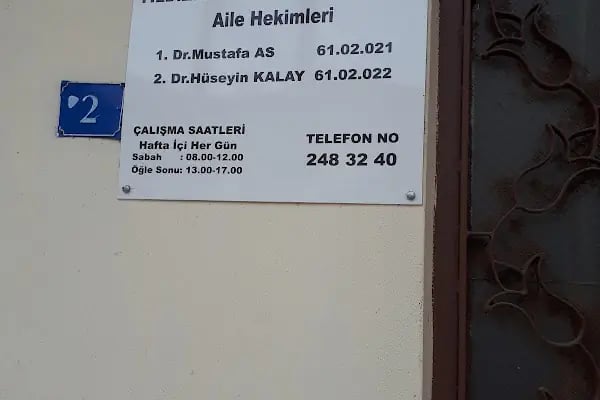 Aile Hekimleri
1. Dr.Mustafa AS 61.02.021
2. Dr.Hüseyin KALAY 61.02.022
2
ÇALIŞMA SAATLERİ
Hafta İçi Her Gün
Sabah : 08.00-12.00
Öğle Sonu: 13.00-17.00
TELEFON NO
248 32 40